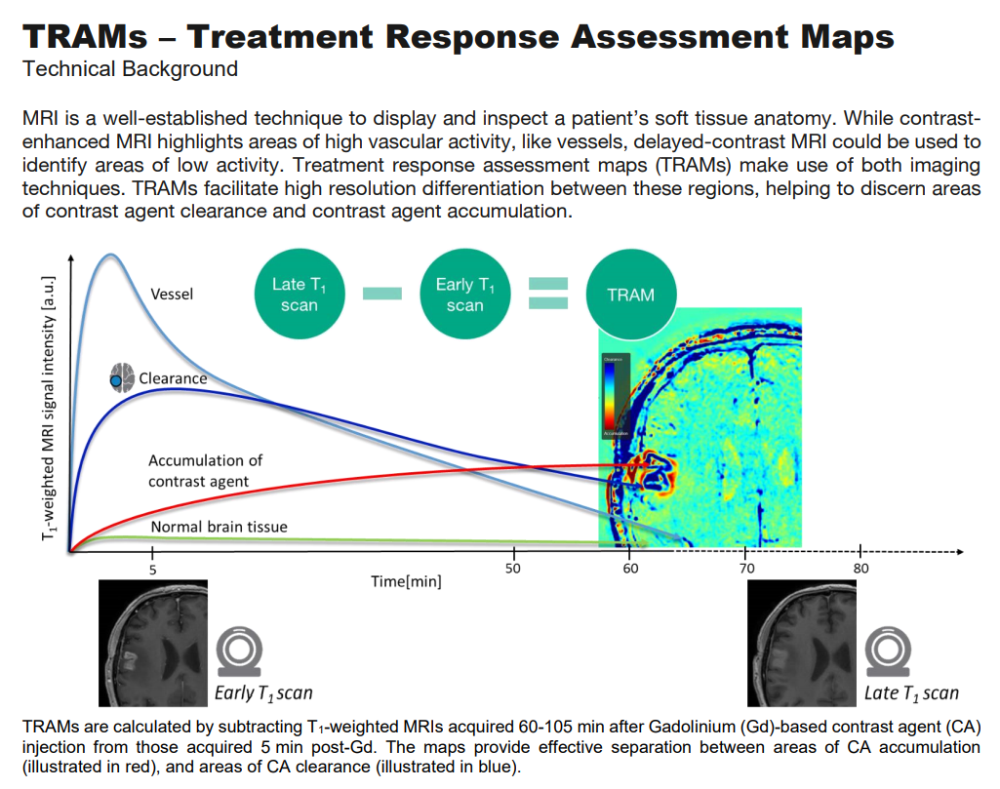 TRAMs – Treatment Response Assessment Maps
Technical Background
MRI is a well-established technique to display and inspect a patient's soft tissue anatomy. While contrast-
enhanced MRI highlights areas of high vascular activity, like vessels, delayed-contrast MRI could be used to
identify areas of low activity. Treatment response assessment maps (TRAMs) make use of both imaging
techniques. TRAMs facilitate high resolution differentiation between these regions, helping to discern areas
of contrast agent clearance and contrast agent accumulation.
T₁-weighted MRI signal intensity [a.u.]
Vessel
Clearance
Accumulation of
contrast agent
Normal brain tissue
Late T₁
scan
Early T₁
scan
TRAM
Clearance
Accumulation
5
50
60
70
80
Time[min]
Early T₁ scan
Late T₁ scan
TRAMs are calculated by subtracting T₁-weighted MRIs acquired 60-105 min after Gadolinium (Gd)-based contrast agent (CA)
injection from those acquired 5 min post-Gd. The maps provide effective separation between areas of CA accumulation
(illustrated in red), and areas of CA clearance (illustrated in blue).